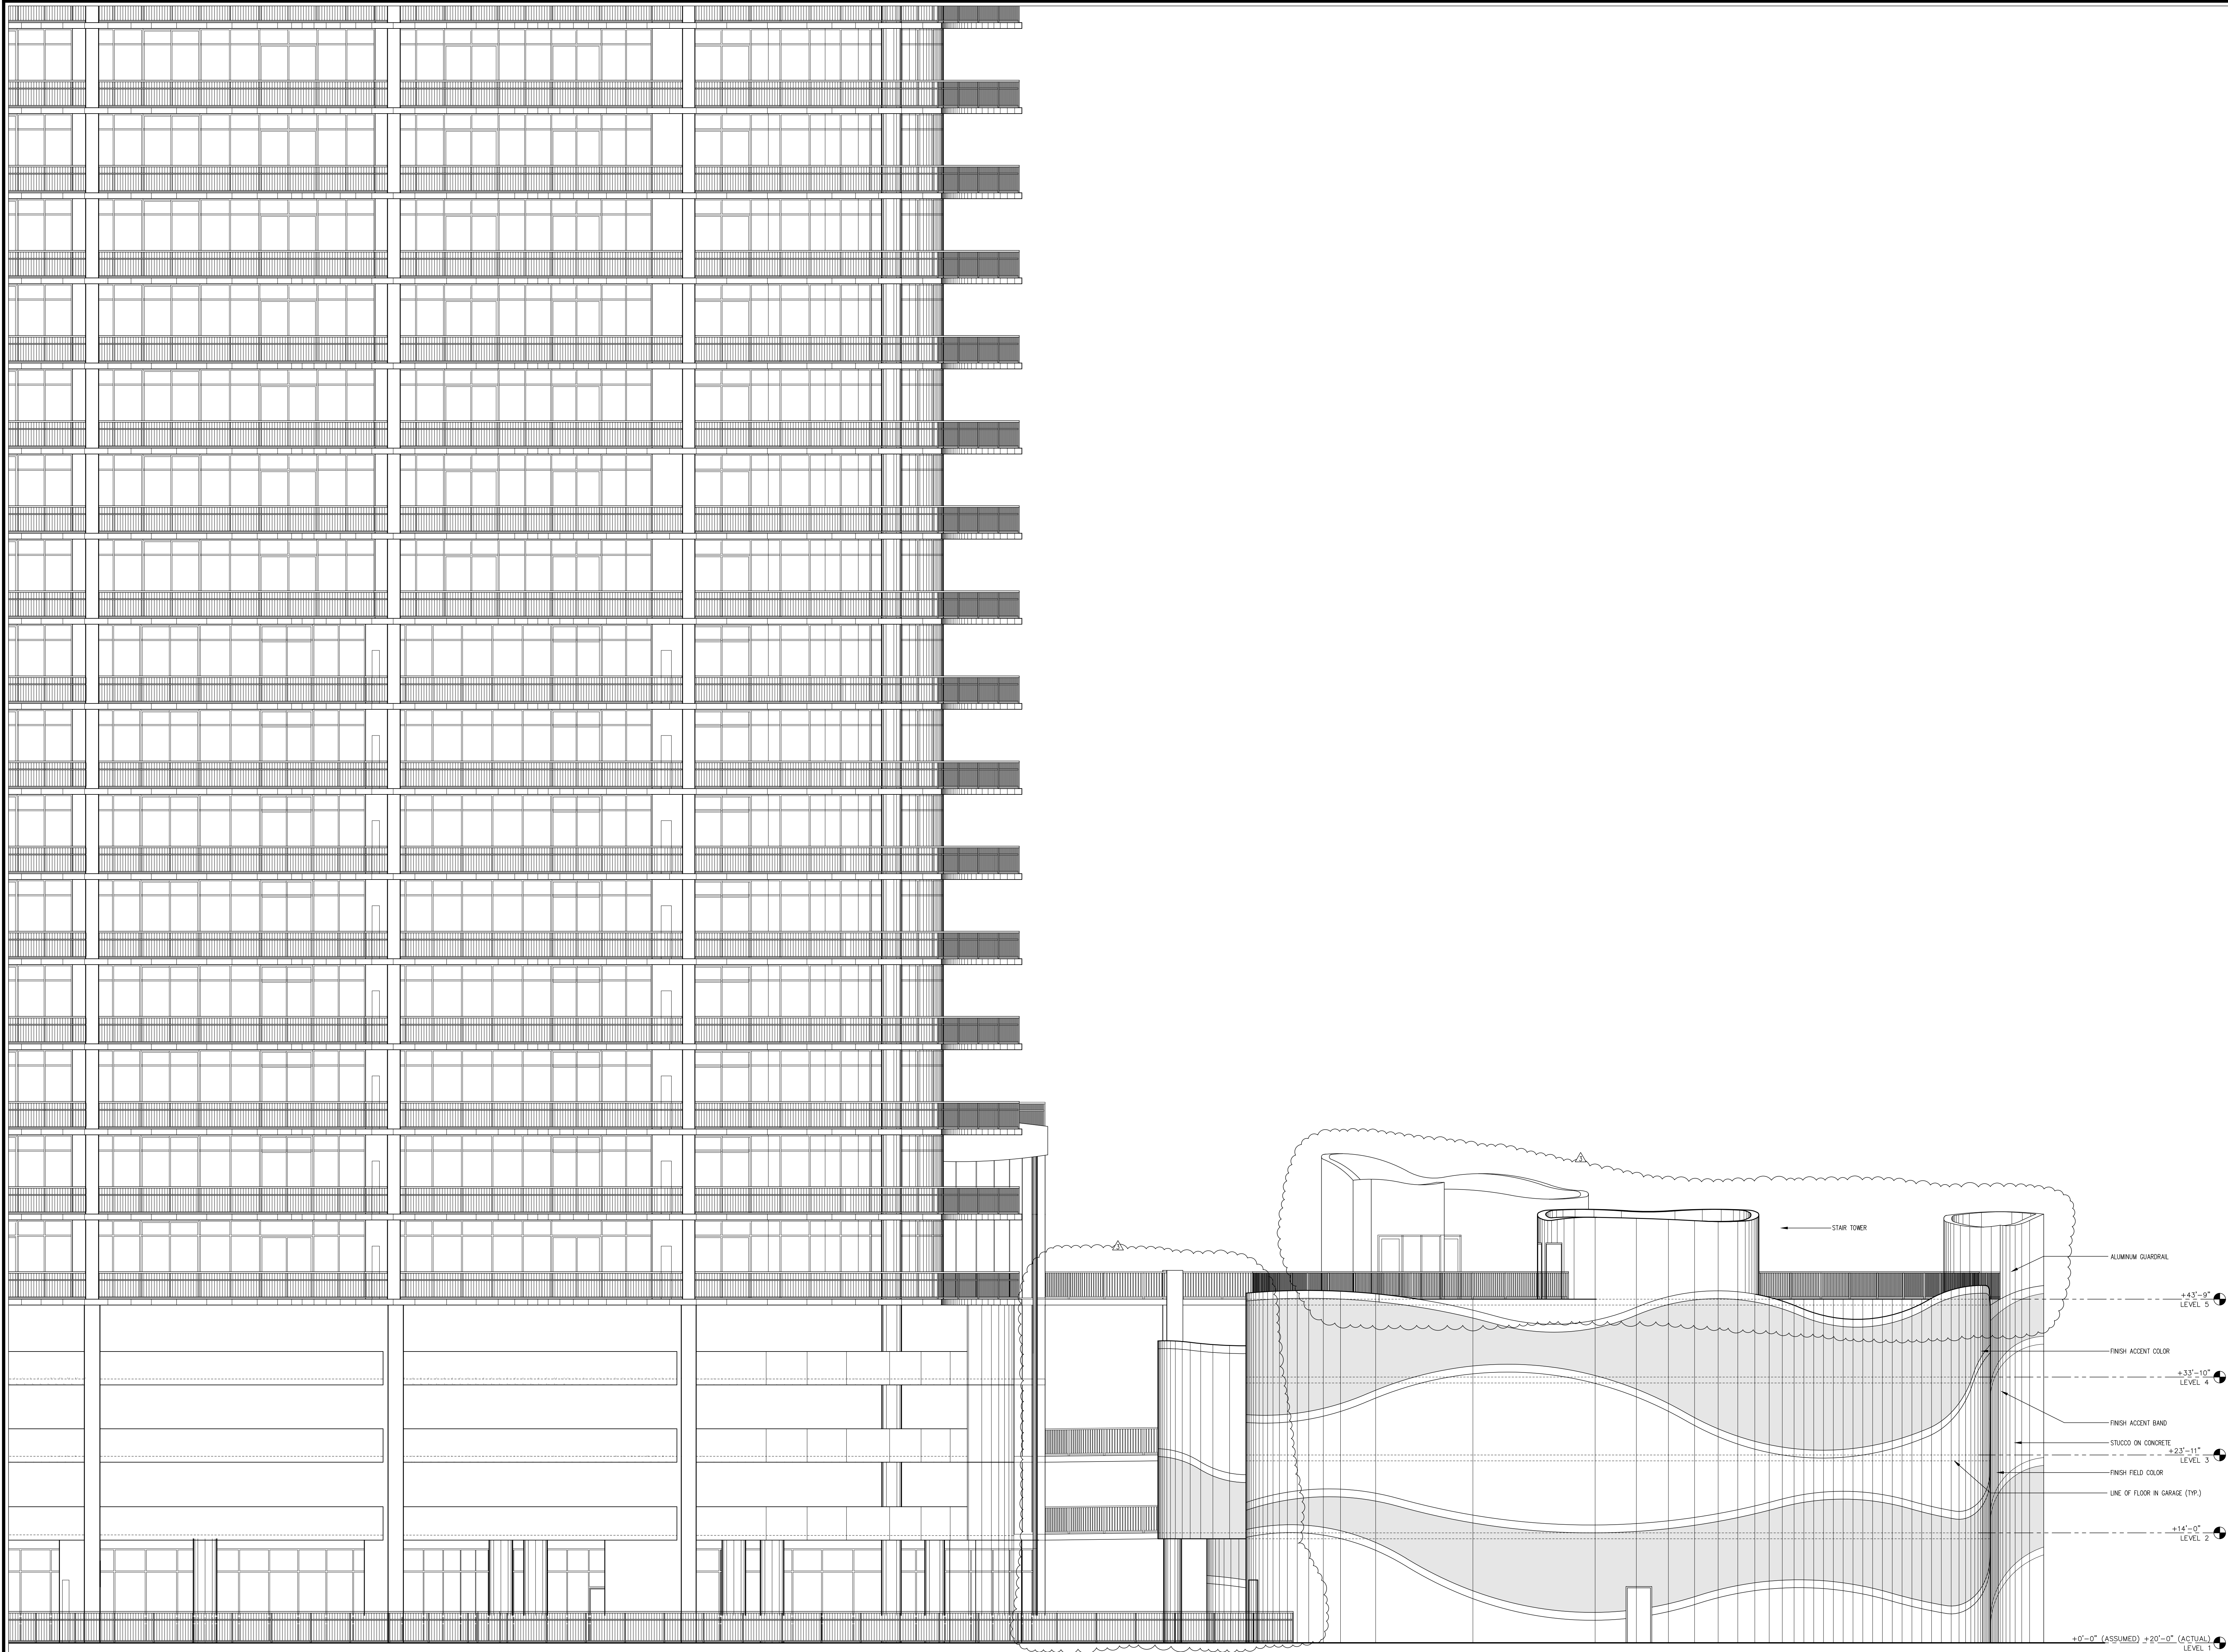 3
STAIR TOWER
3
ALUMINUM GUARDRAIL
+43'-9"
LEVEL 5
FINISH ACCENT COLOR
+33'-10"
LEVEL 4
FINISH ACCENT BAND
STUCCO ON CONCRETE
+23'-11"
LEVEL 3
FINISH FIELD COLOR
LINE OF FLOOR IN GARAGE (TYP.)
+14'-0"
LEVEL 2
+0'-0" (ASSUMED) +20'-0" (ACTUAL)
LEVEL 1